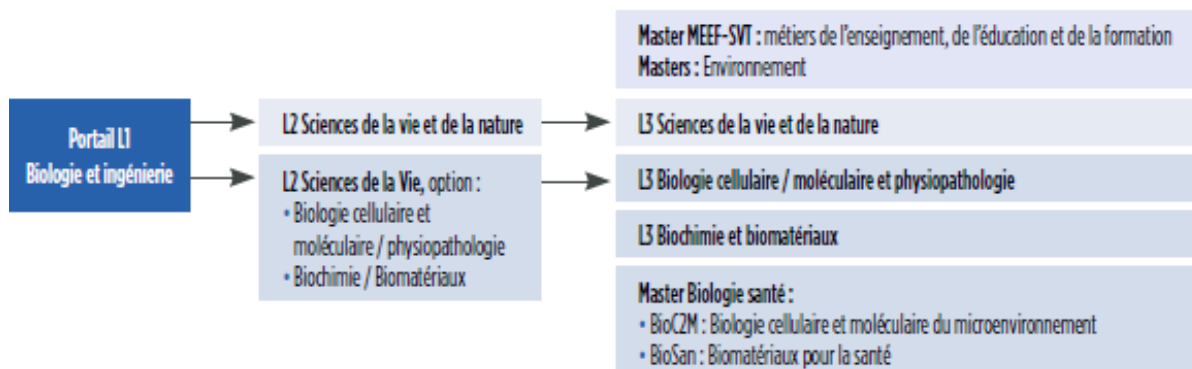 Master MEEF-SVT : métiers de l'enseignement, de l'éducation et de la formation
Masters : Environnement
Portail L1
Biologie et ingénierie
L2 Sciences de la vie et de la nature
L3 Sciences de la vie et de la nature
L2 Sciences de la Vie, option :
• Biologie cellulaire et
moléculaire / physiopathologie
• Biochimie / Biomatériaux
L3 Biologie cellulaire / moléculaire et physiopathologie
L3 Biochimie et biomatériaux
Master Biologie santé :
• BioC2M : Biologie cellulaire et moléculaire du microenvironnement
• BioSan : Biomatériaux pour la santé